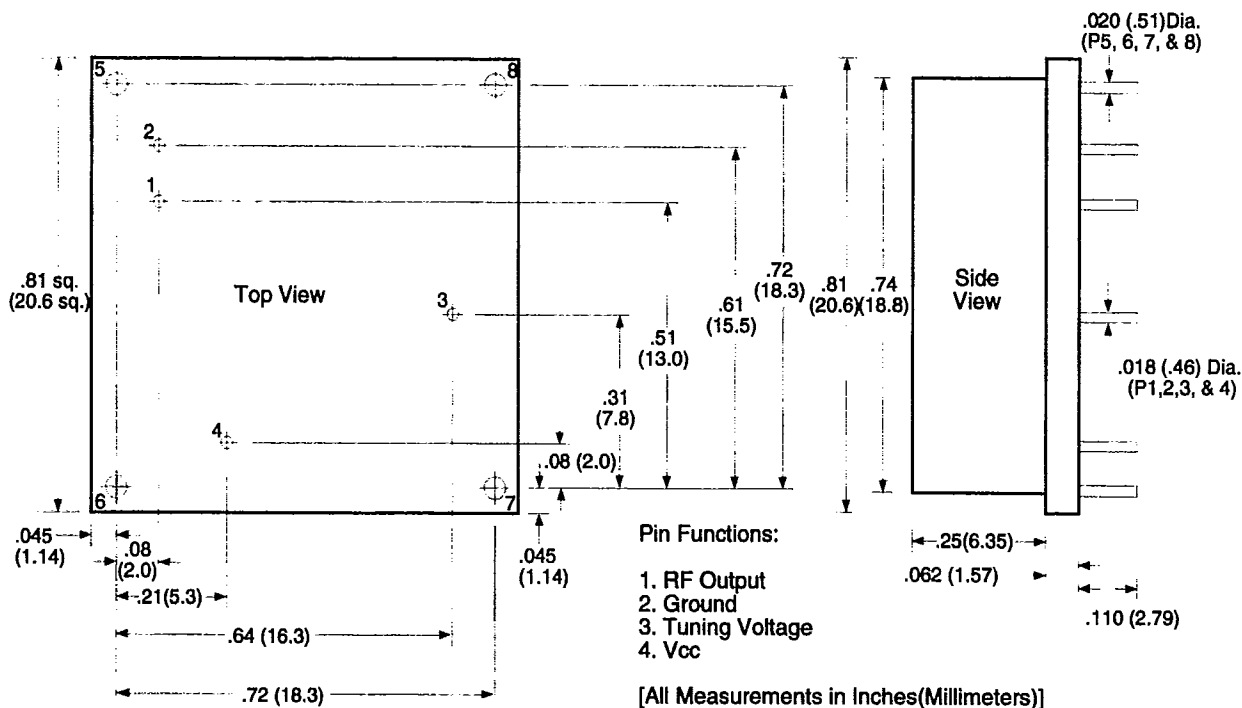 .020 (.51)Dia.
(P5, 6, 7, & 8)
5
8
2
1
.81 sq.
(20.6 sq.)
Top View
3
.72
(18.3)
.81
(20.6)
.74
(18.8)
Side
View
.61
(15.5)
.51
(13.0)
.018 (.46) Dia.
(P1,2,3, & 4)
.31
(7.8)
4
.08 (2.0)
6
7
.045
(1.14)
.08
(2.0)
.045
(1.14)
.21(5.3)
.64 (16.3)
.72 (18.3)
.25(6.35)
.062 (1.57)
.110 (2.79)
Pin Functions:
1. RF Output
2. Ground
3. Tuning Voltage
4. Vcc
[All Measurements in Inches(Millimeters)]